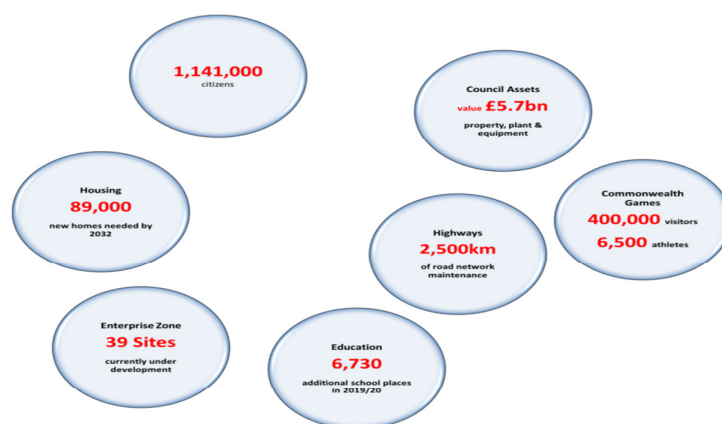 1,141,000
citizens
Council Assets
value £5.7bn
property, plant &
equipment
Housing
89,000
new homes needed by
2032
Commonwealth
Games
400,000 visitors
6,500 athletes
Highways
2,500km
of road network
maintenance
Enterprise Zone
39 Sites
currently under
development
Education
6,730
additional school places
in 2019/20